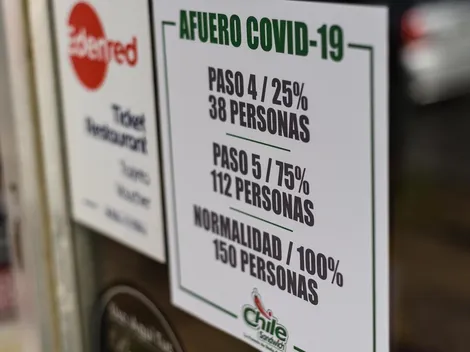 Edenred
Ticket
Restaurant
AFUERO COVID-19
PASO 4 / 25%
38 PERSONAS
PASO 5 / 75%
112 PERSONAS
NORMALIDAD / 100%
150 PERSONAS
Chile
Sandwich